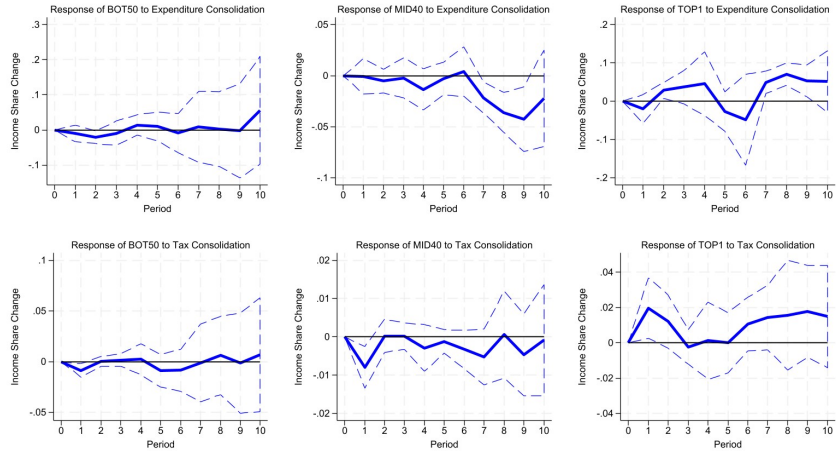 Response of BOT50 to Expenditure Consolidation
.3
.2
.1
0
-.1
Income Share Change
0 1 2 3 4 5 6 7 8 9 10
Period
Response of MID40 to Expenditure Consolidation
.05
0
-.05
-.1
Income Share Change
0 1 2 3 4 5 6 7 8 9 10
Period
Response of TOP1 to Expenditure Consolidation
.2
.1
0
-.1
-.2
Income Share Change
0 1 2 3 4 5 6 7 8 9 10
Period
Response of BOT50 to Tax Consolidation
.1
.05
0
-.05
Income Share Change
0 1 2 3 4 5 6 7 8 9 10
Period
Response of MID40 to Tax Consolidation
.02
.01
0
-.01
-.02
Income Share Change
0 1 2 3 4 5 6 7 8 9 10
Period
Response of TOP1 to Tax Consolidation
.04
.02
0
-.02
-.04
Income Share Change
0 1 2 3 4 5 6 7 8 9 10
Period